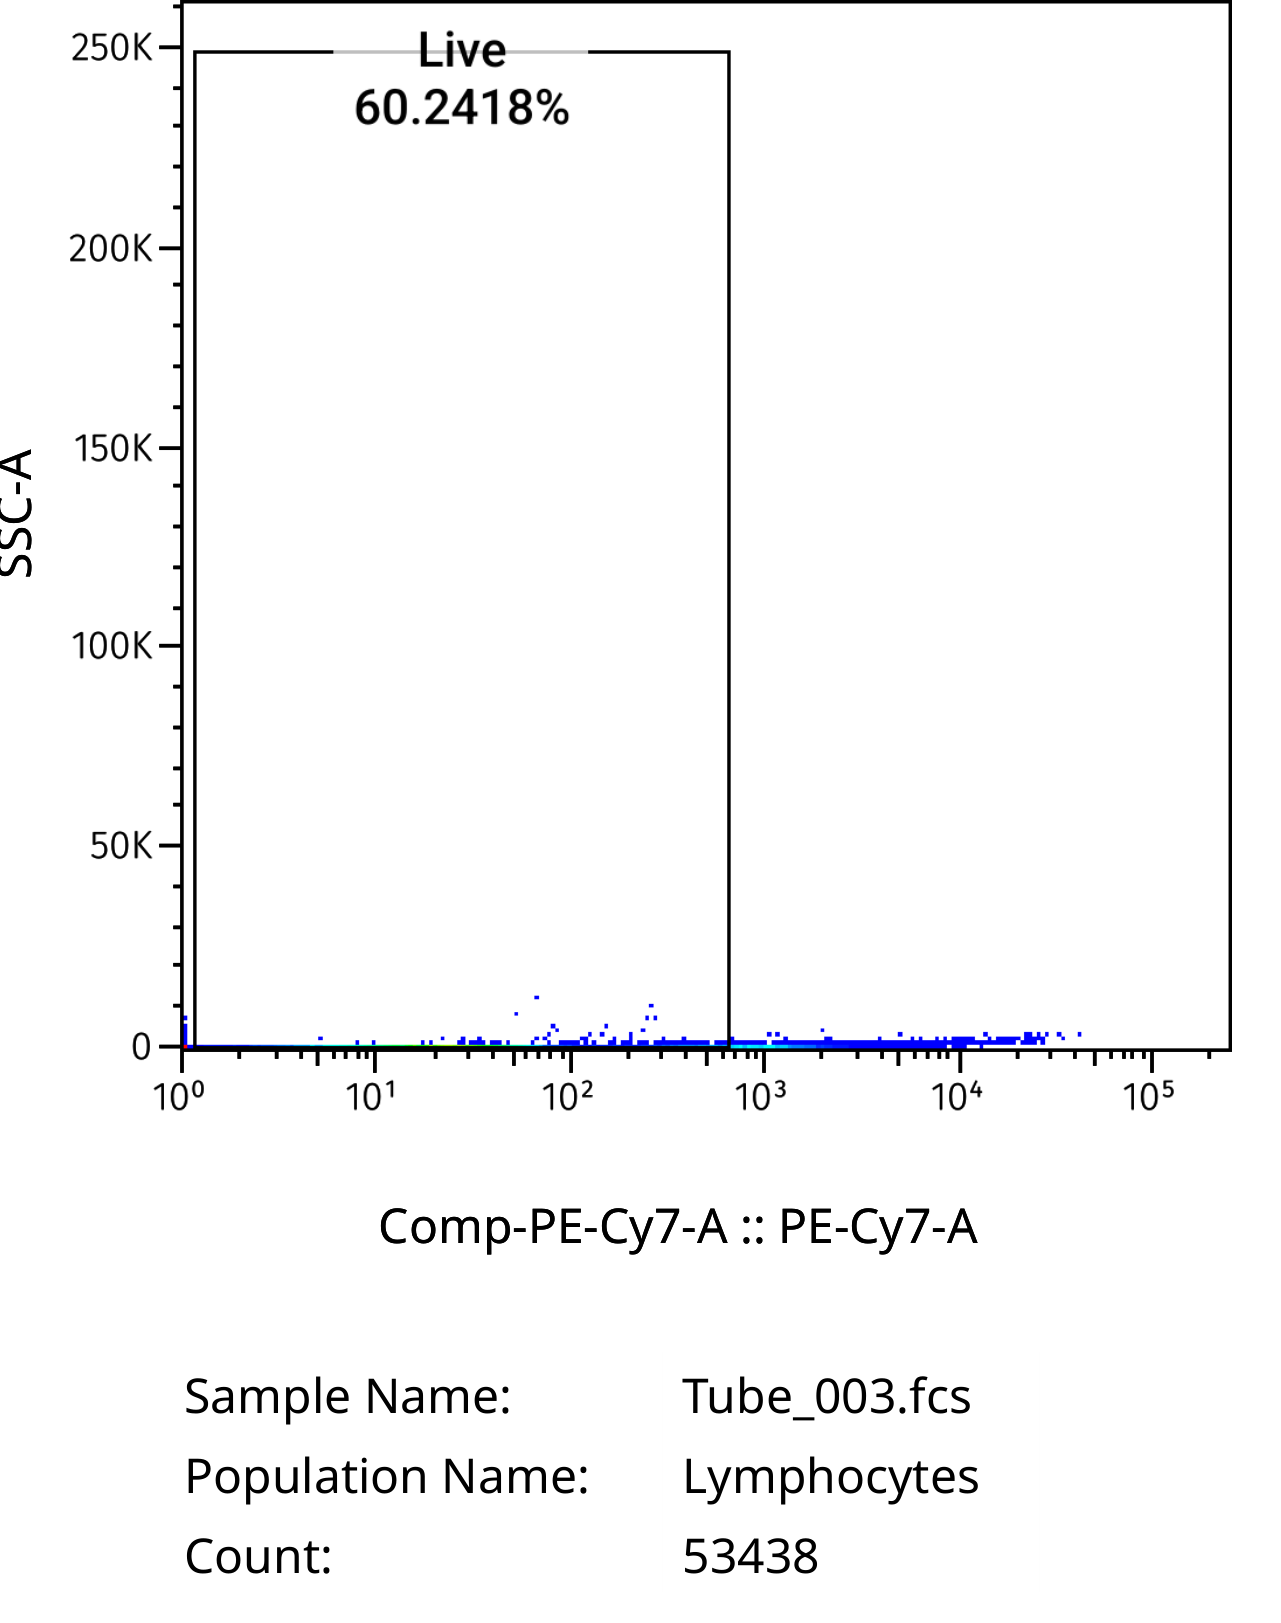 250K
Live
60.2418%
200K
150K
SSC-A
100K
50K
0
10⁰ 10¹ 10² 10³ 10⁴ 10⁵
Comp-PE-Cy7-A :: PE-Cy7-A
Sample Name: Tube_003.fcs
Population Name: Lymphocytes
Count: 53438